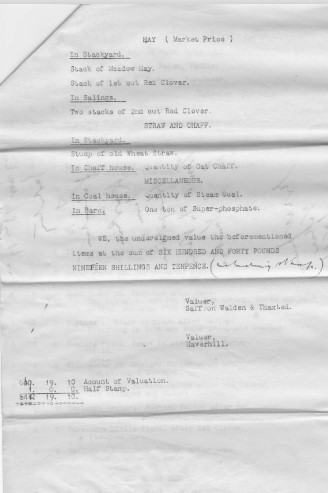 HAY ( Market Price )
In Stackyard.
Stack of Meadow Hay.
Stack of 1st cut Red Clover.
In Salings.
Two stacks of 2nd cut Red Clover.
STRAW AND CHAFF.
In Stackyard.
Stump of old Wheat Straw.
In Chaff house. Quantity of Oat Chaff.
MISCELLANEOUS.
In Coal house. Quantity of Steam Coal.
In Barn. One ton of Super-phosphate.
WE, the undersigned value the beforementioned
items at the sum of SIX HUNDRED AND FORTY POUNDS
NINETEEN SHILLINGS AND TENPENCE. (including stamp.)
Valuer,
Saffron Walden & Thaxted.
Valuer,
Haverhill.
19. 10 Amount of Valuation.
1. 0. 0. Half Stamp.
19 10.